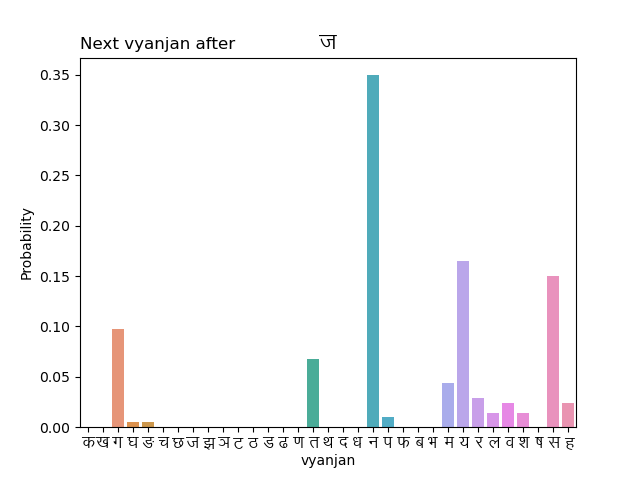 Next vyanjan after ज
0.35
0.30
0.25
0.20
0.15
0.10
0.05
0.00
Probability
क ख ग घ ङ च छ ज झ ञ ट ठ ड ढ ण त थ द ध न प फ ब भ म य र ल व श ष स ह
vyanjan